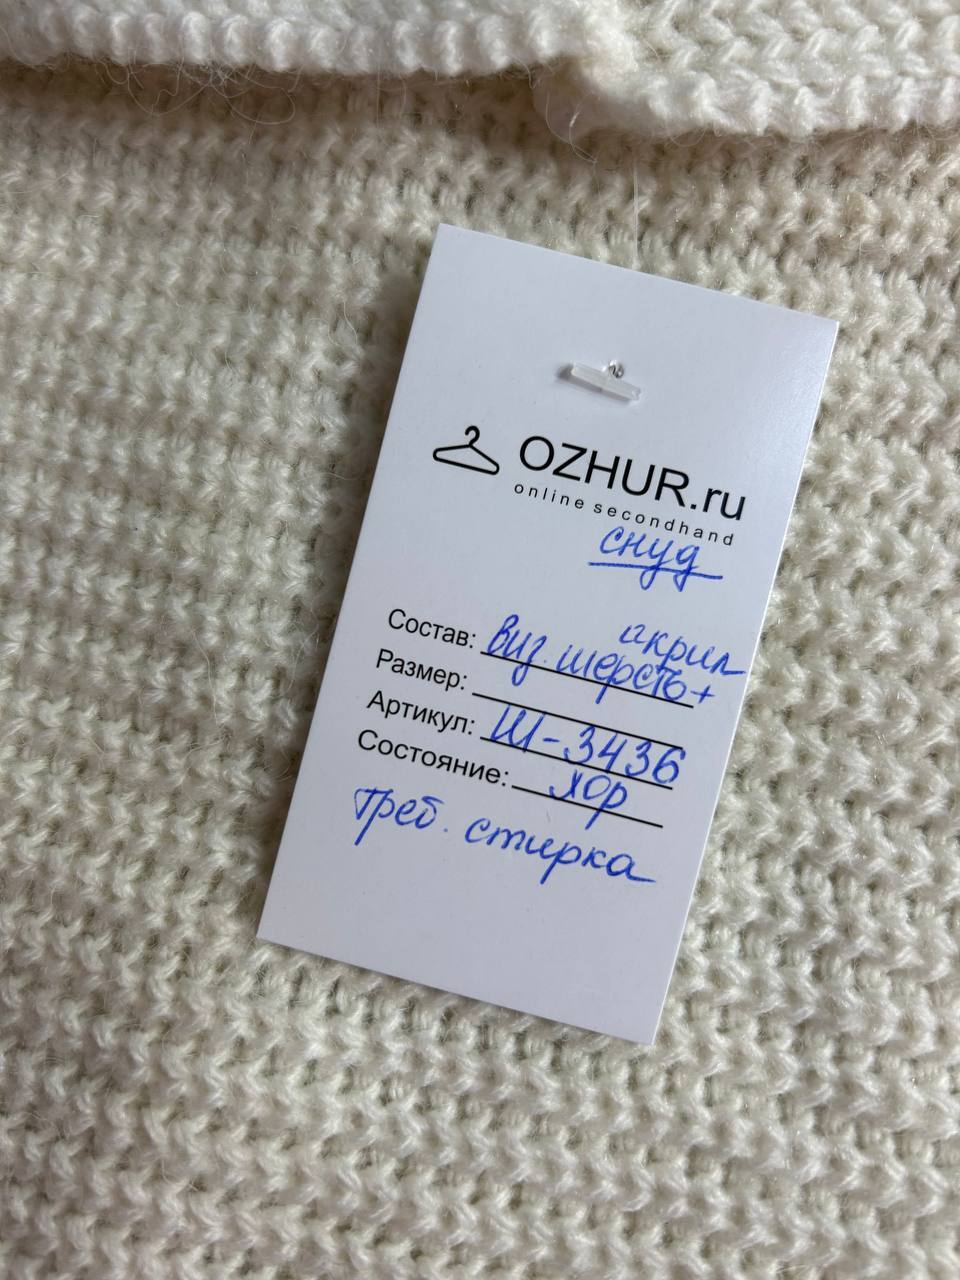 OZHUR.ru
online secondhand
снуд
Состав: виз. шерсть + акрил
Размер:
Артикул: Ш-3436
Состояние: хор
треб. стирка